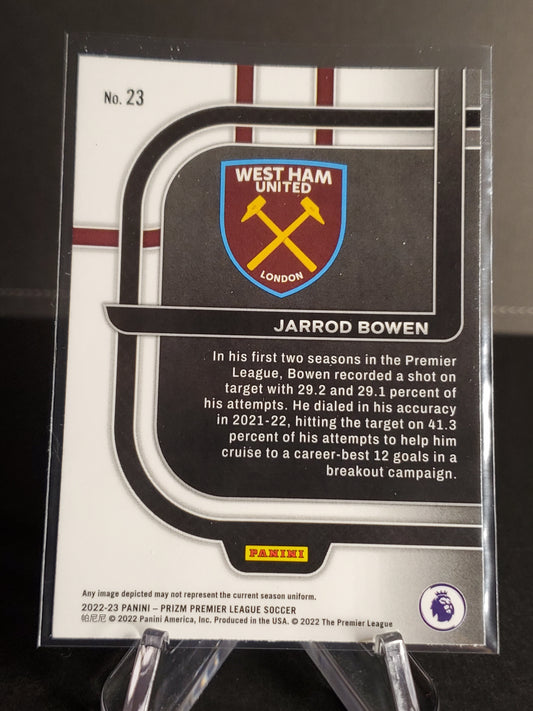 No. 23
WEST HAM
UNITED
LONDON
JARROD BOWEN
In his first two seasons in the Premier
League, Bowen recorded a shot on
target with 29.2 and 29.1 percent of
his attempts. He dialed in his accuracy
in 2021-22, hitting the target on 41.3
percent of his attempts to help him
cruise to a career-best 12 goals in a
breakout campaign.
PANINI
Any image depicted may not represent the current season uniform.
2022-23 PANINI – PRIZM PREMIER LEAGUE SOCCER
帕尼尼 © 2022 Panini America, Inc. Produced in the USA. © 2022 The Premier League